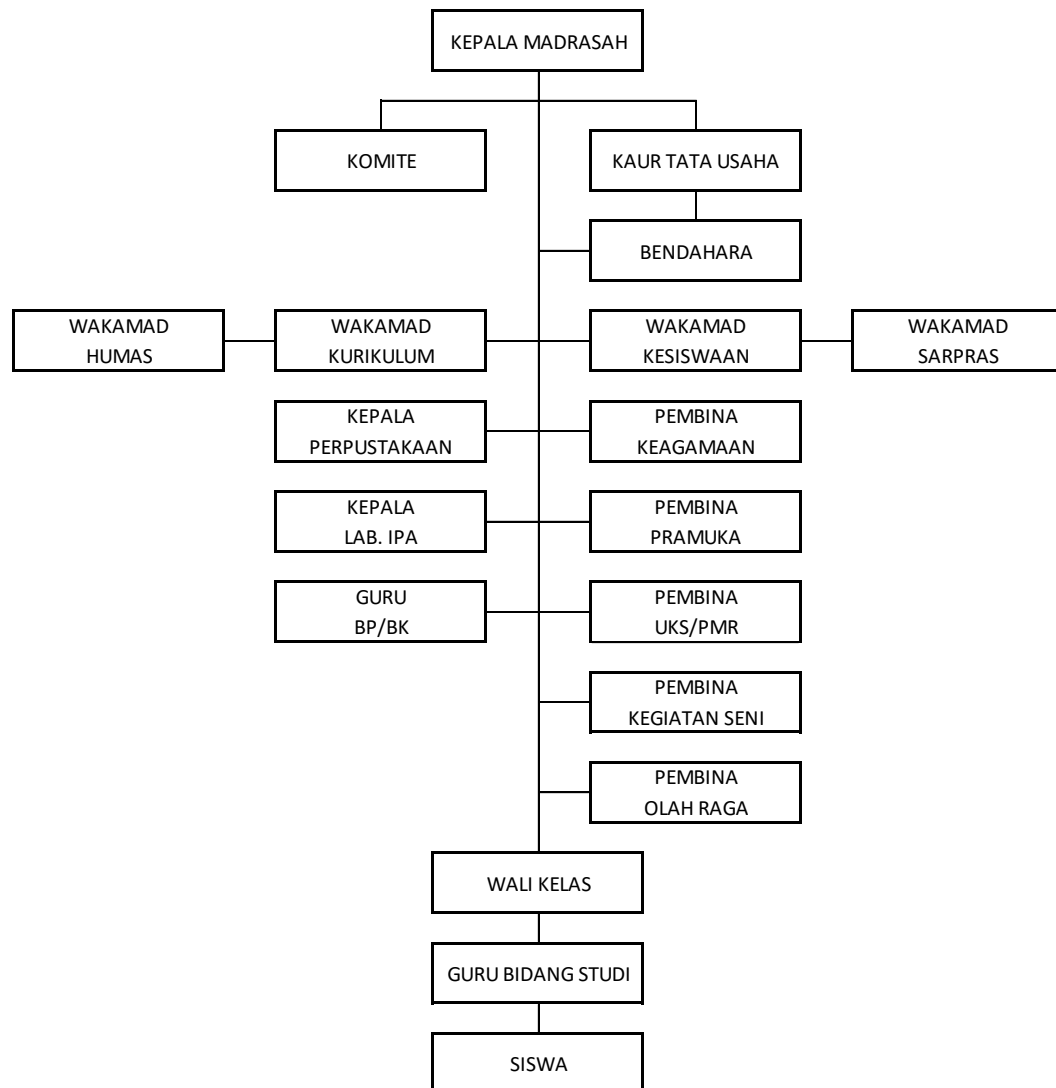 KEPALA MADRASAH
KOMITE
KAUR TATA USAHA
BENDAHARA
WAKAMAD
HUMAS
WAKAMAD
KURIKULUM
WAKAMAD
KESISWAAN
WAKAMAD
SARPRAS
KEPALA
PERPUSTAKAAN
PEMBINA
KEAGAMAAN
KEPALA
LAB. IPA
PEMBINA
PRAMUKA
GURU
BP/BK
PEMBINA
UKS/PMR
PEMBINA
KEGIATAN SENI
PEMBINA
OLAH RAGA
WALI KELAS
GURU BIDANG STUDI
SISWA